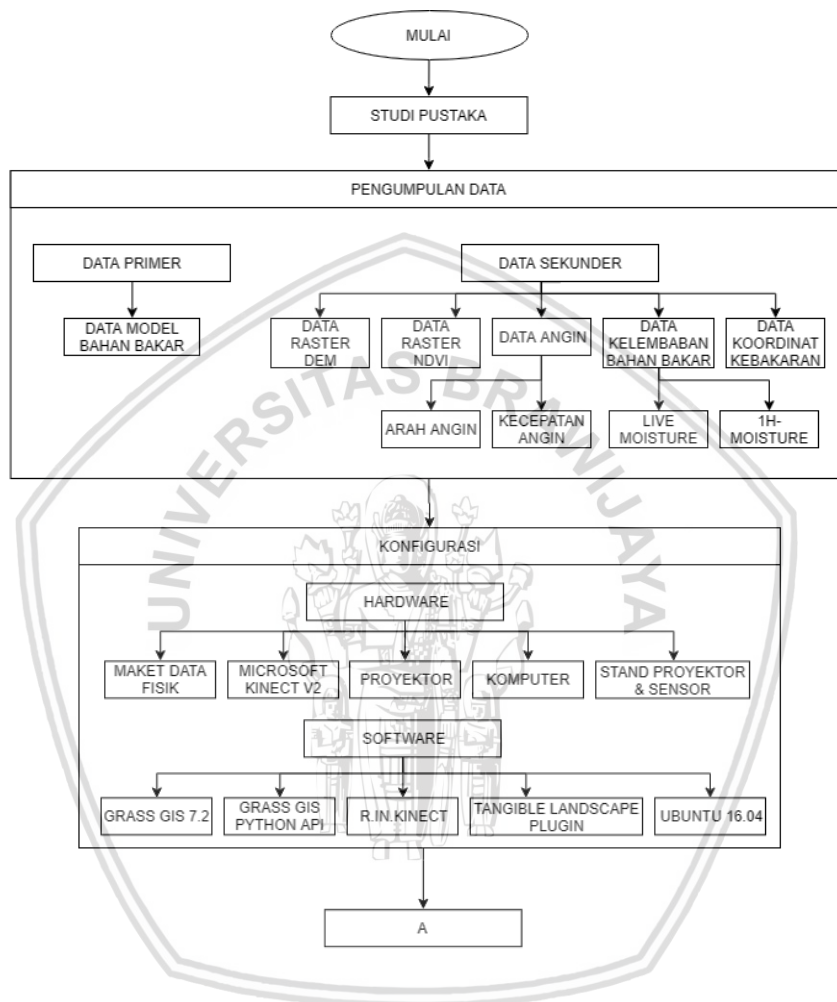 MULAI
STUDI PUSTAKA
PENGUMPULAN DATA
DATA PRIMER
DATA SEKUNDER
DATA MODEL
BAHAN BAKAR
DATA
RASTER
DEM
DATA
RASTER
NDVI
DATA ANGIN
DATA
KELEMBABAN
BAHAN BAKAR
DATA
KOORDINAT
KEBAKARAN
ARAH ANGIN
KECEPATAN
ANGIN
LIVE
MOISTURE
1H-
MOISTURE
UNIVERSITAS BRAWIJAYA
KONFIGURASI
HARDWARE
MAKET DATA
FISIK
MICROSOFT
KINECT V2
PROYEKTOR
KOMPUTER
STAND PROYEKTOR
& SENSOR
SOFTWARE
GRASS GIS 7.2
GRASS GIS
PYTHON API
R.IN.KINECT
TANGIBLE LANDSCAPE
PLUGIN
UBUNTU 16.04
A